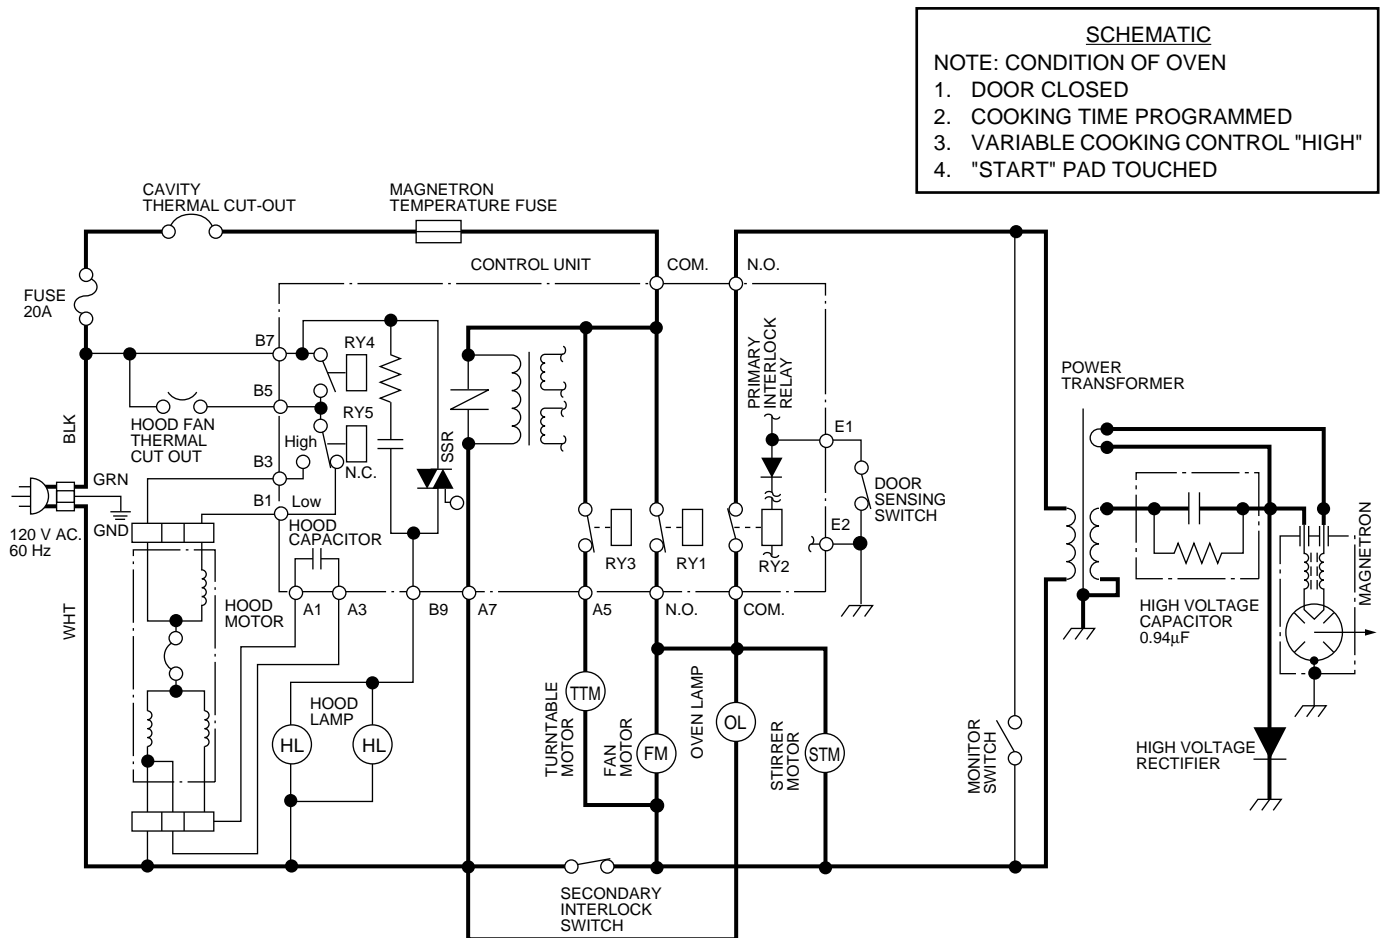 SCHEMATIC
NOTE: CONDITION OF OVEN
1. DOOR CLOSED
2. COOKING TIME PROGRAMMED
3. VARIABLE COOKING CONTROL "HIGH"
4. "START" PAD TOUCHED
CAVITY
THERMAL CUT-OUT
MAGNETRON
TEMPERATURE FUSE
CONTROL UNIT
COM.
N.O.
FUSE
20A
B7
RY4
B5
RY5
HOOD FAN
THERMAL
CUT OUT
High
N.C.
B3
B1
Low
SSR
PRIMARY
INTERLOCK
RELAY
E1
E2
DOOR
SENSING
SWITCH
POWER
TRANSFORMER
BLK
GRN
GND
120 V AC.
60 Hz
WHT
HOOD
CAPACITOR
HOOD
MOTOR
A1
A3
B9
A7
A5
N.O.
COM.
RY3
RY1
RY2
HIGH VOLTAGE
CAPACITOR
0.94μF
MAGNETRON
HOOD
LAMP
HL
HL
TURNTABLE
MOTOR
TTM
FAN
MOTOR
FM
OVEN LAMP
OL
STIRRER
MOTOR
STM
MONITOR
SWITCH
HIGH VOLTAGE
RECTIFIER
SECONDARY
INTERLOCK
SWITCH